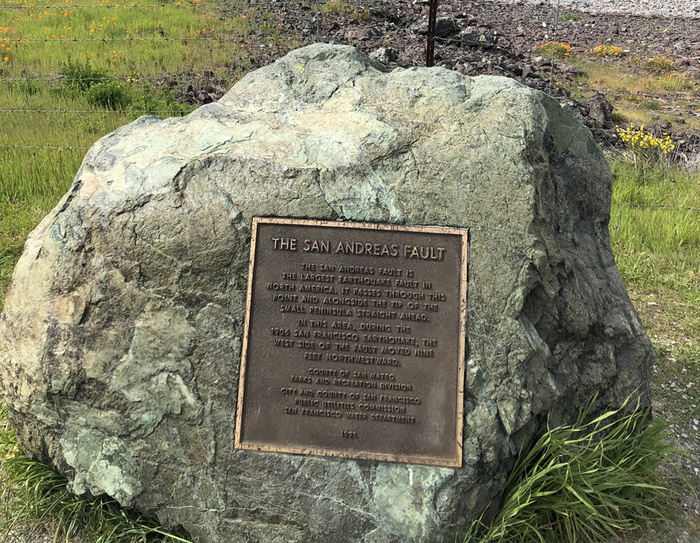 THE SAN ANDREAS FAULT
THE SAN ANDREAS FAULT IS
THE LARGEST EARTHQUAKE FAULT IN
NORTH AMERICA. IT PASSES THROUGH THIS
POINT AND ALONGSIDE THE TIP OF THE
SMALL PENINSULA, STRAIGHT AHEAD.
IN THIS AREA, DURING THE
1906 SAN FRANCISCO EARTHQUAKE, THE
WEST SIDE OF THE FAULT MOVED NINE
FEET NORTHWESTWARD.
COUNTY OF SAN MATEO,
PARKS AND RECREATION DIVISION
CITY AND COUNTY OF SAN FRANCISCO
PUBLIC UTILITIES COMMISSION
SAN FRANCISCO WATER DEPARTMENT
1991